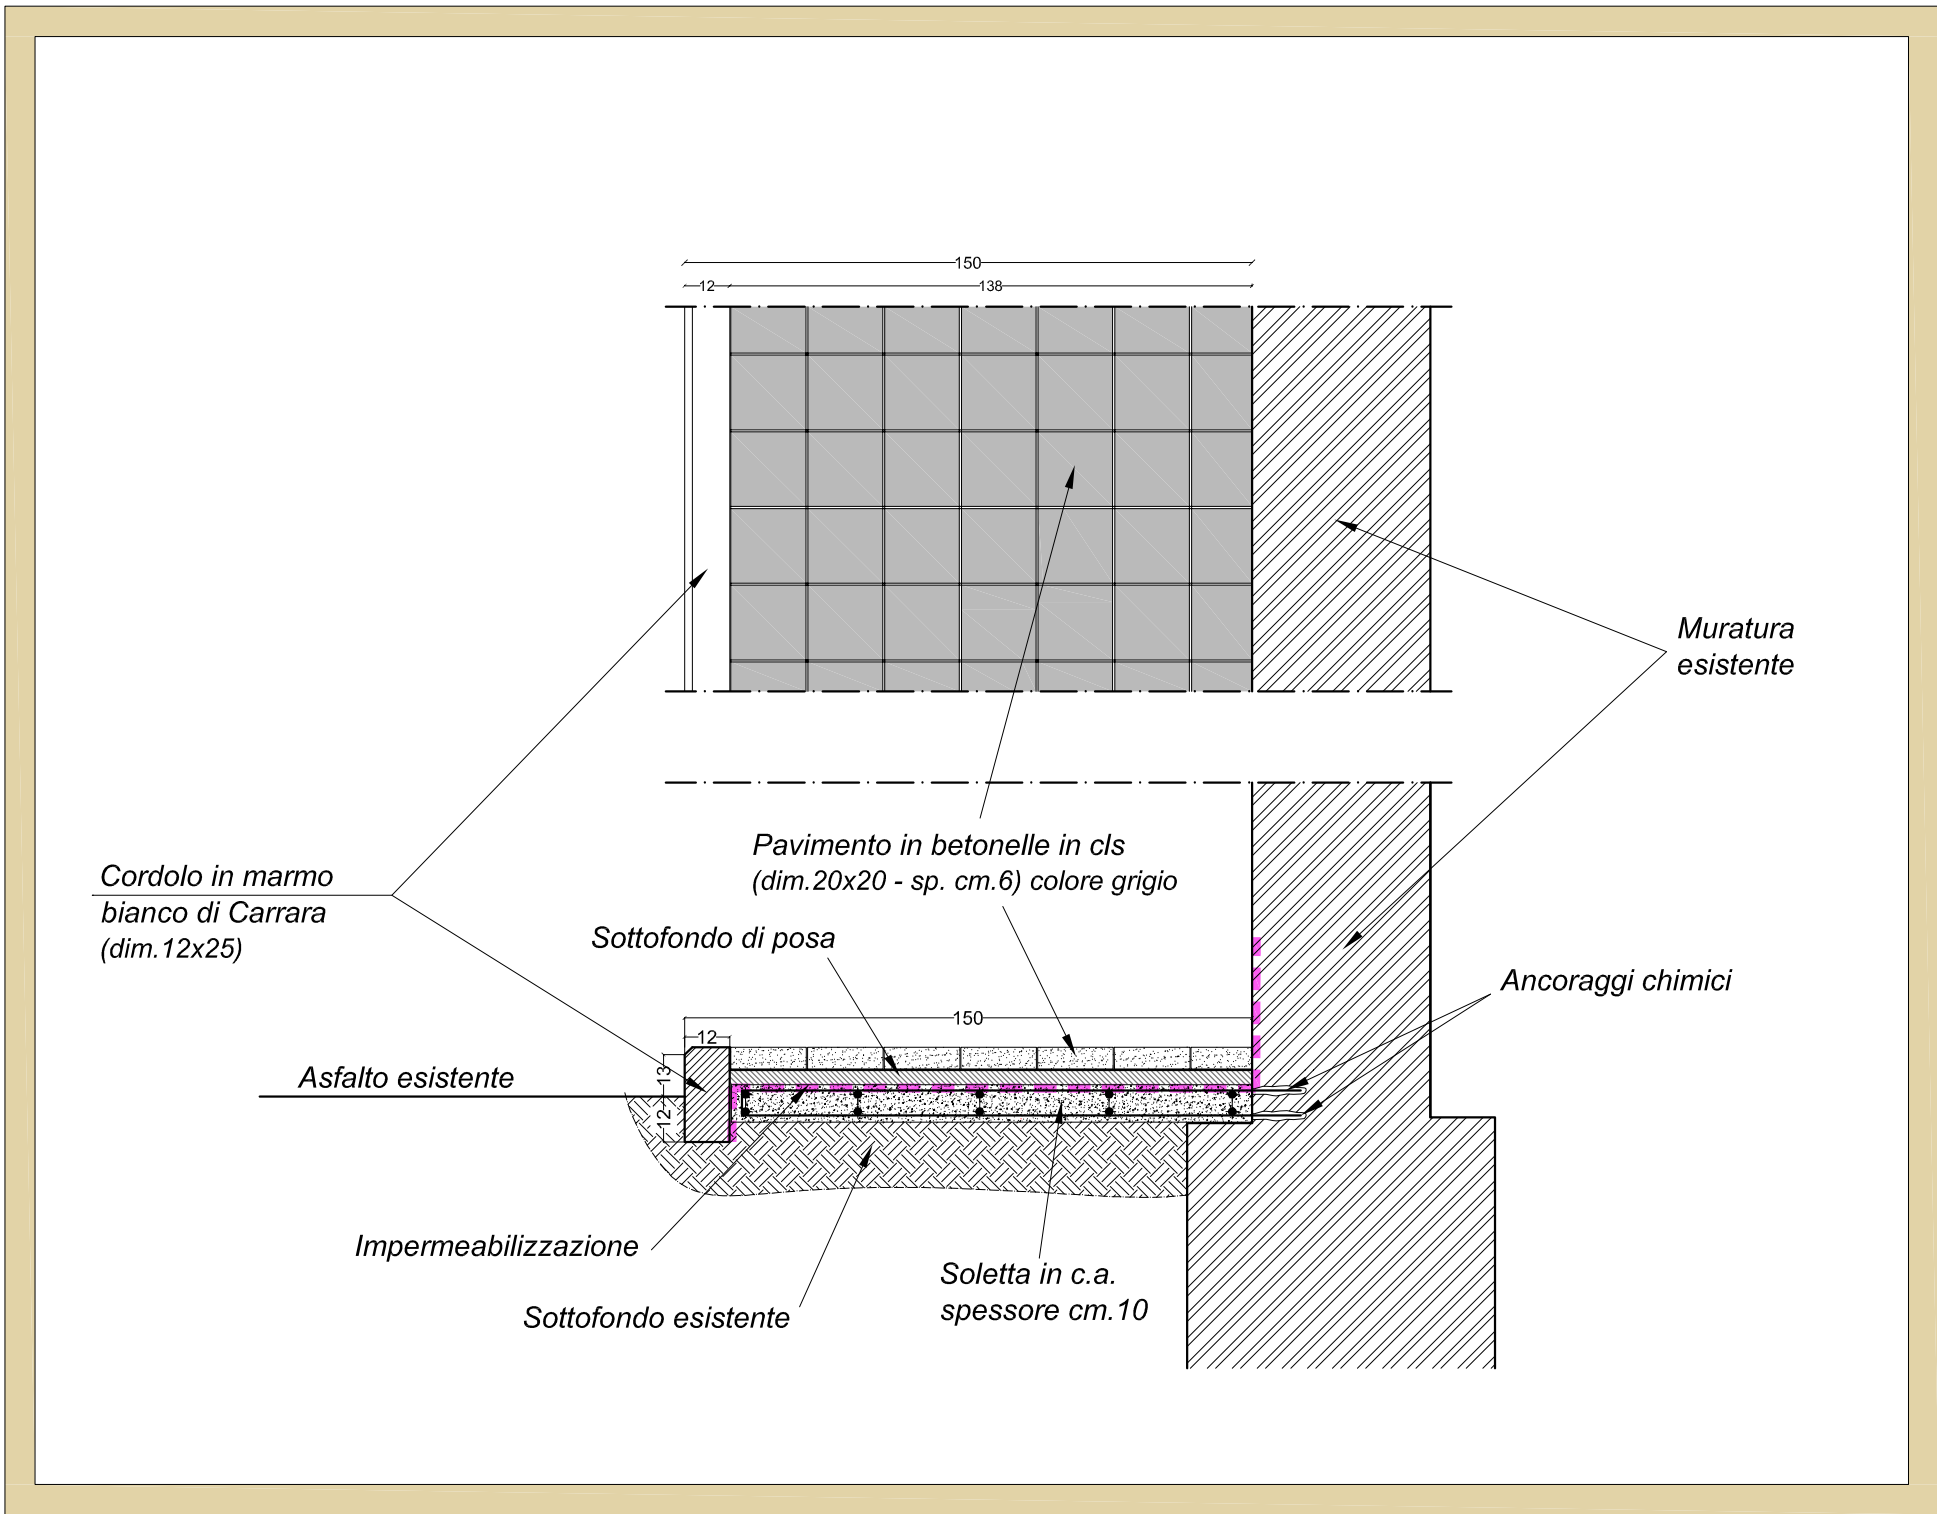 150
12
138
Muratura
esistente
Pavimento in betonelle in cls
(dim.20x20 - sp. cm.6) colore grigio
Cordolo in marmo
bianco di Carrara
(dim.12x25)
Sottofondo di posa
Ancoraggi chimici
150
12
Asfalto esistente
13
12
Impermeabilizzazione
Soletta in c.a.
spessore cm.10
Sottofondo esistente